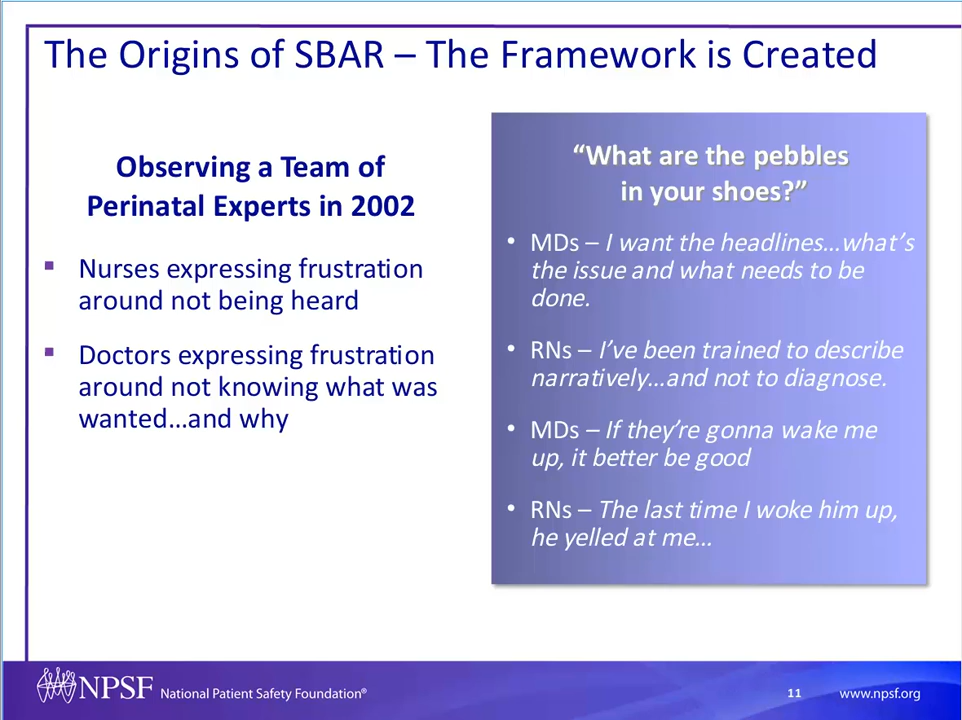 The Origins of SBAR – The Framework is Created
Observing a Team of
Perinatal Experts in 2002
▪ Nurses expressing frustration
around not being heard
▪ Doctors expressing frustration
around not knowing what was
wanted…and why
“What are the pebbles
in your shoes?”
• MDs – I want the headlines…what’s
the issue and what needs to be
done.
• RNs – I’ve been trained to describe
narratively…and not to diagnose.
• MDs – If they’re gonna wake me
up, it better be good
• RNs – The last time I woke him up,
he yelled at me…
NPSF National Patient Safety Foundation®
11 www.npsf.org